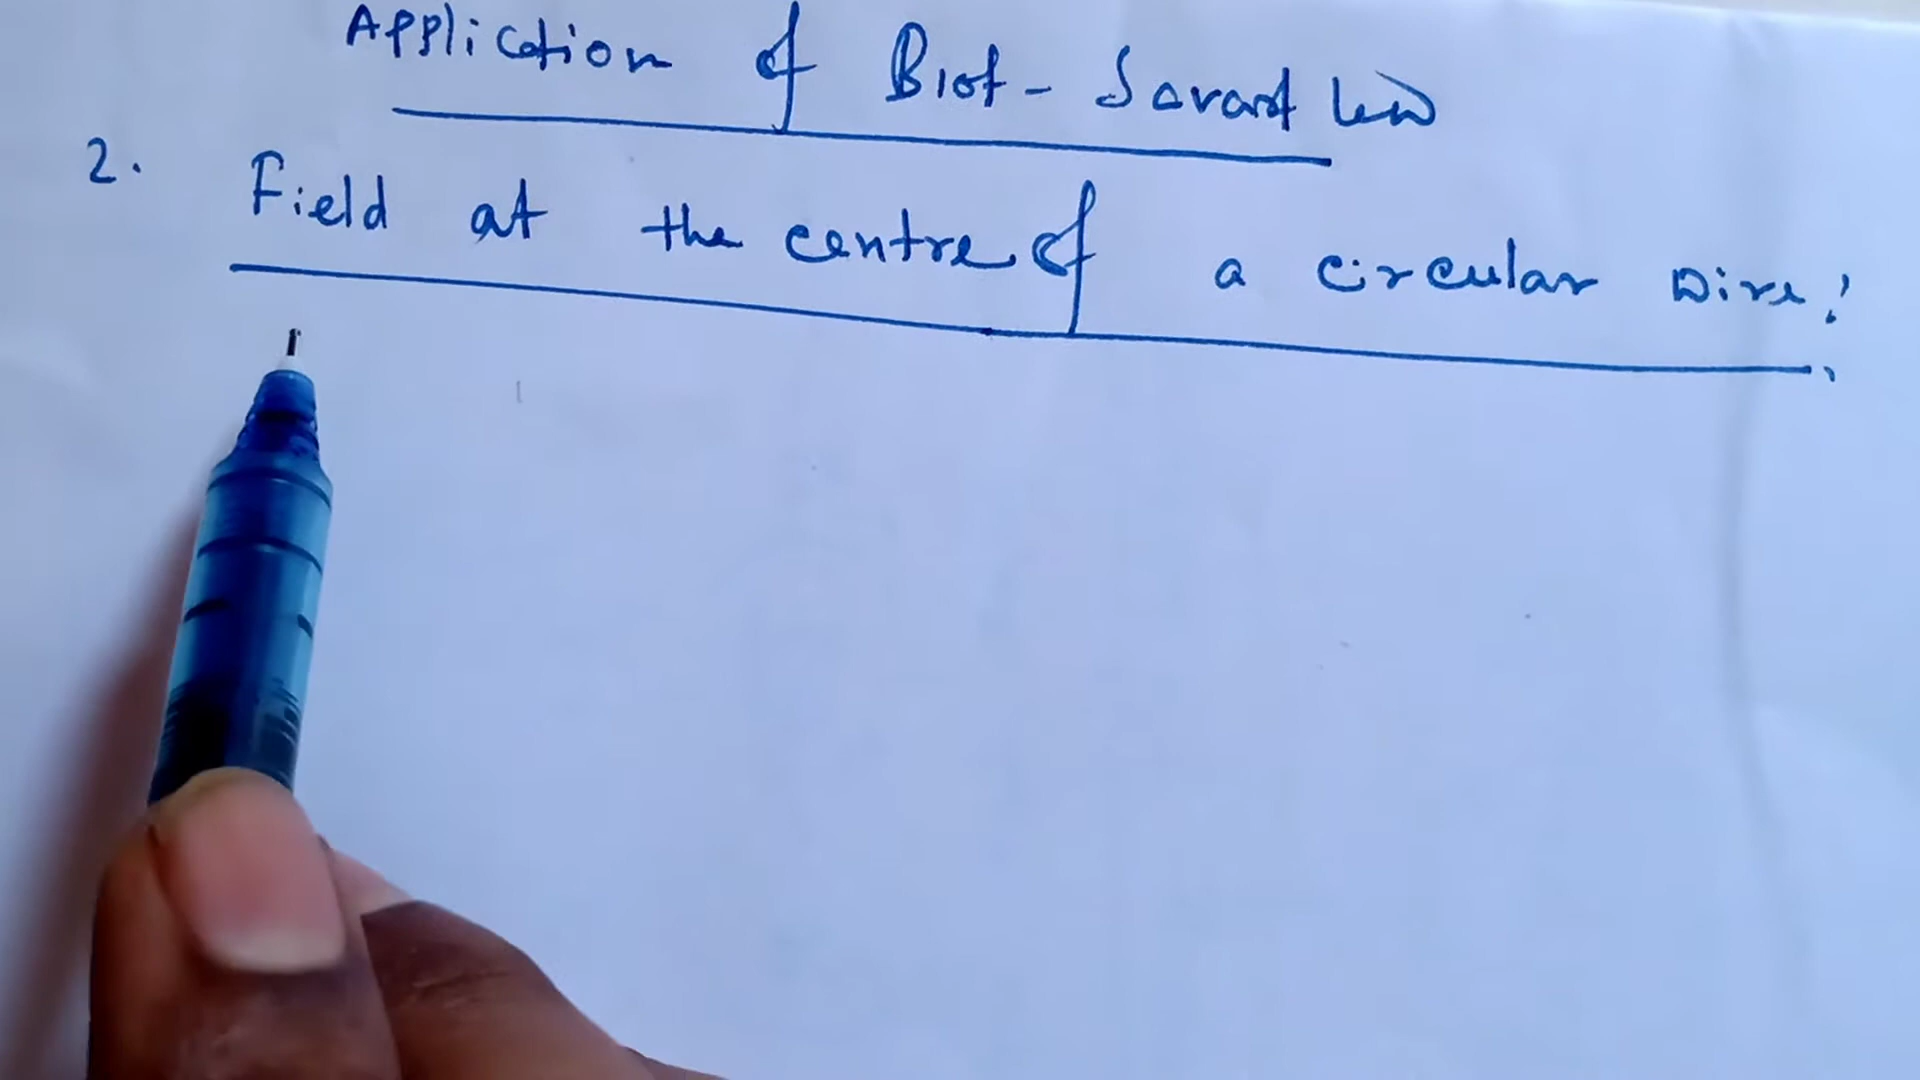 Application of Biot - Savart law
2. Field at the centre of a circular wire: